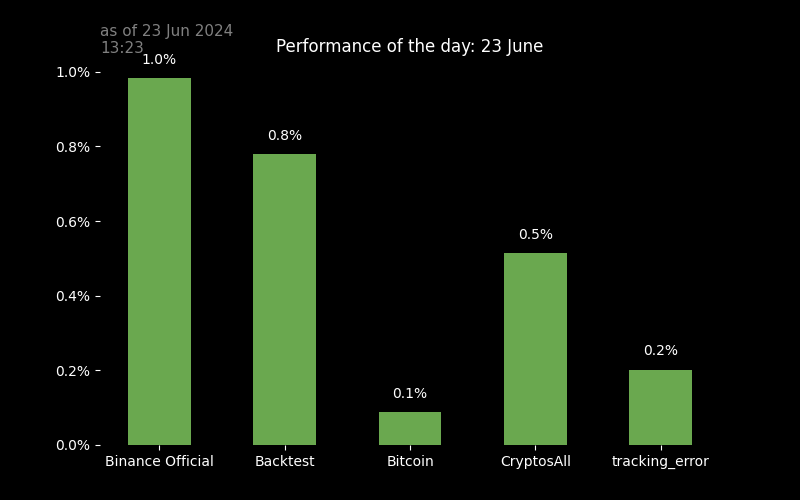 as of 23 Jun 2024
13:23
Performance of the day: 23 June
1.0%
0.8%
0.6%
0.4%
0.2%
0.0%
1.0%
0.8%
0.1%
0.5%
0.2%
Binance Official
Backtest
Bitcoin
CryptosAll
tracking_error